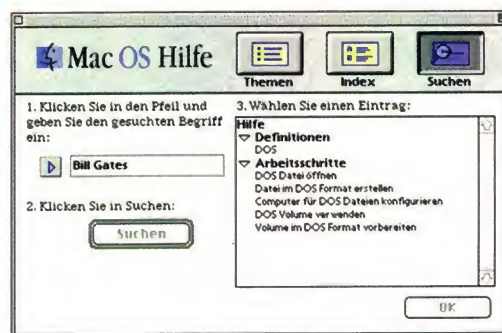 Mac OS Hilfe
Themen
Index
Suchen
1. Klicken Sie in den Pfeil und
geben Sie den gesuchten Begriff
ein:
Bill Gates
2. Klicken Sie in Suchen:
Suchen
3. Wählen Sie einen Eintrag:
Hilfe
Definitionen
DOS
Arbeitsschritte
DOS Datei öffnen
Datei im DOS Format erstellen
Computer für DOS Dateien konfigurieren
DOS Volume verwenden
Volume im DOS Format vorbereiten
OK